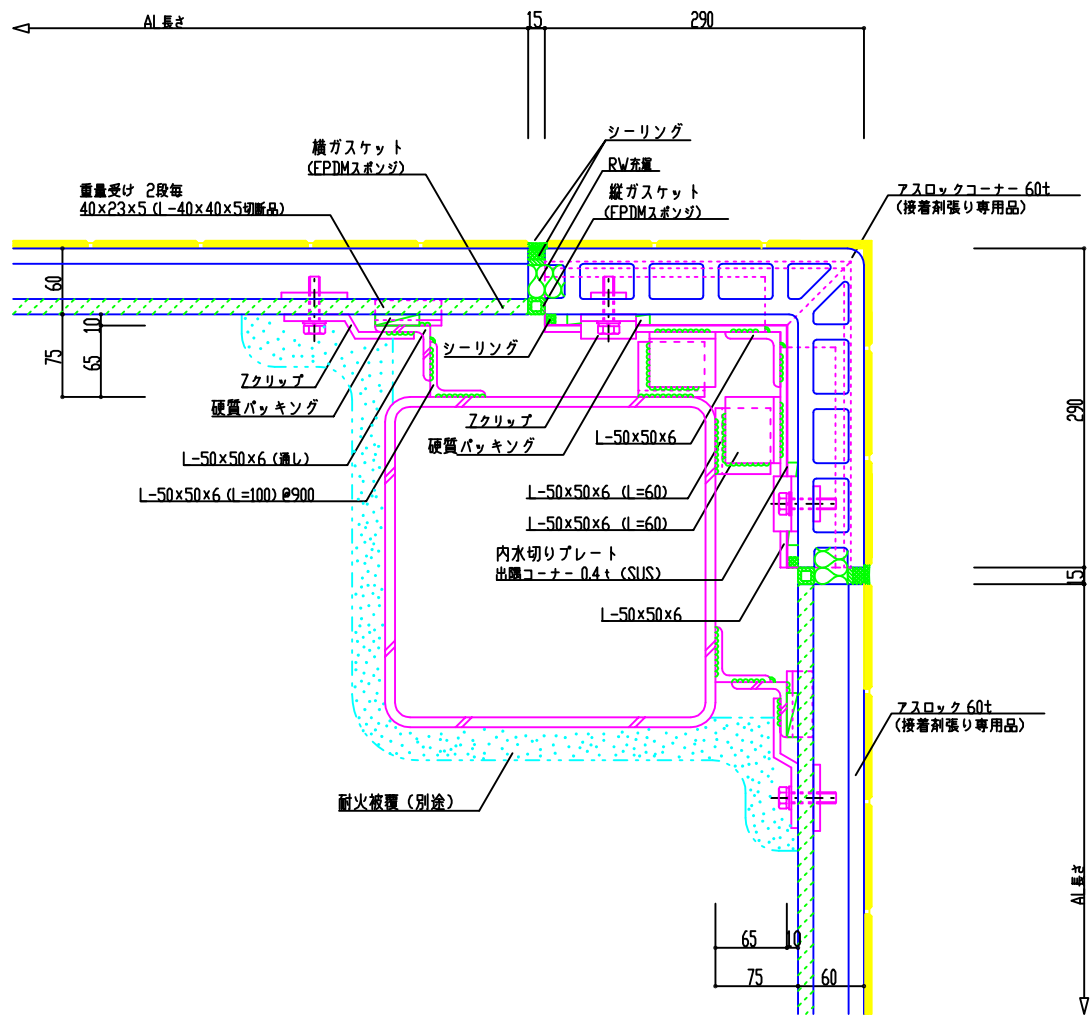 AL長さ
15
290
シーリング
横ガスケット
(EPDMスポンジ)
RW充塡
縦ガスケット
(EPDMスポンジ)
重量受け 2段毎
40×23×5 (L-40×40×5切断品)
アスロックコーナー 60t
(接着剤張り専用品)
60
10
75
65
シーリング
Zクリップ
硬質パッキング
Zクリップ
硬質パッキング
L-50×50×6
290
L-50×50×6 (通し)
L-50×50×6 (L=100) @900
L-50×50×6 (L=60)
L-50×50×6 (L=60)
内水切りプレート
出隅コーナー 0.4t (SUS)
15
L-50×50×6
アスロック 60t
(接着剤張り専用品)
耐火被覆 (別途)
AL長さ
65
10
75
60